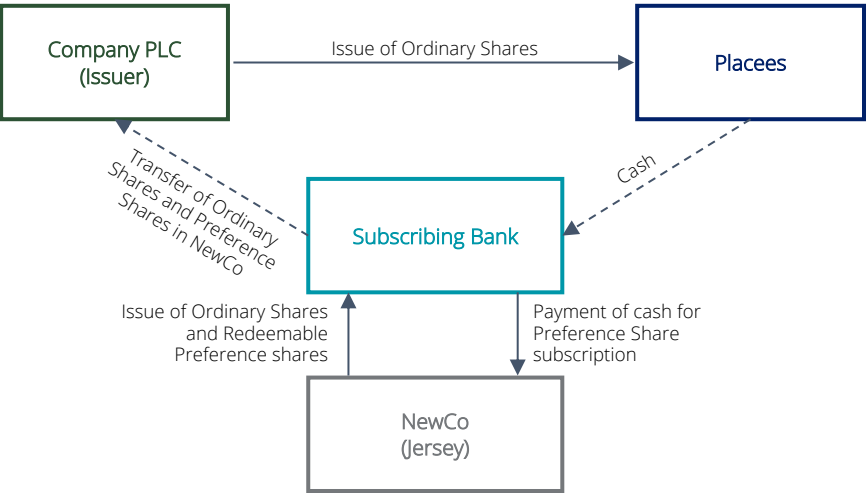 Company PLC
(Issuer)
Issue of Ordinary Shares
Placees
Transfer of Ordinary
Shares and Preference
Shares in NewCo
Cash
Subscribing Bank
Issue of Ordinary Shares
and Redeemable
Preference shares
Payment of cash for
Preference Share
subscription
NewCo
(Jersey)